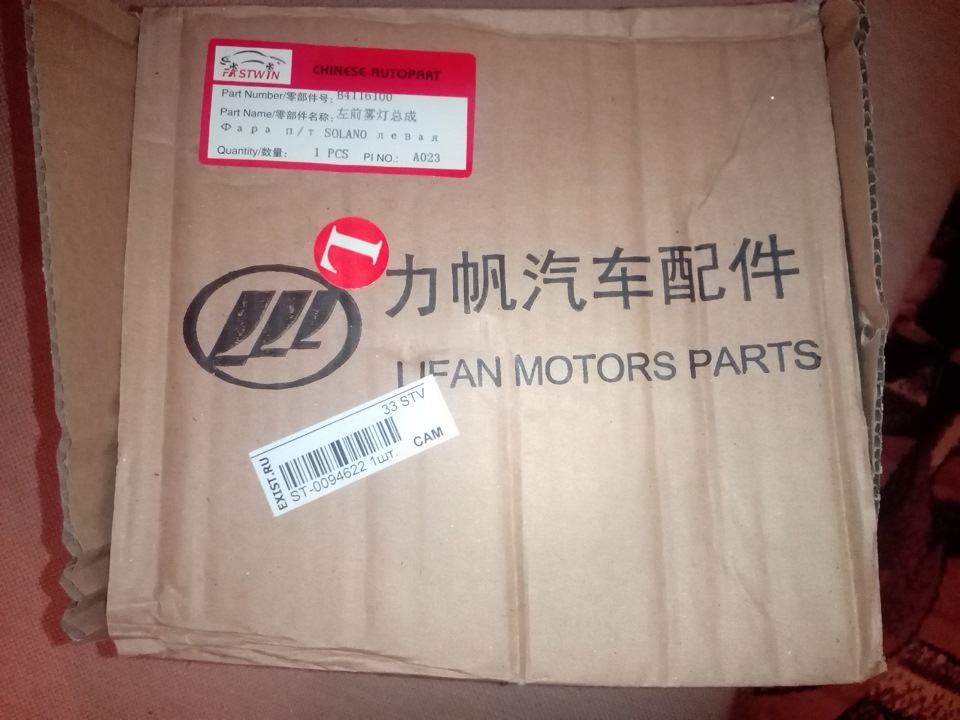 FASTWIN
CHINESE AUTOPART
Part Number/零部件号: B4116100
Part Name/零部件名称: 左前雾灯总成
Фара п/т SOLANO левая
Quantity/数量: 1 PCS PI NO.: A023
L
力帆汽车配件
LIFAN MOTORS PARTS
33 STV
EXIST.RU
ST-0094622 1шт. САМ